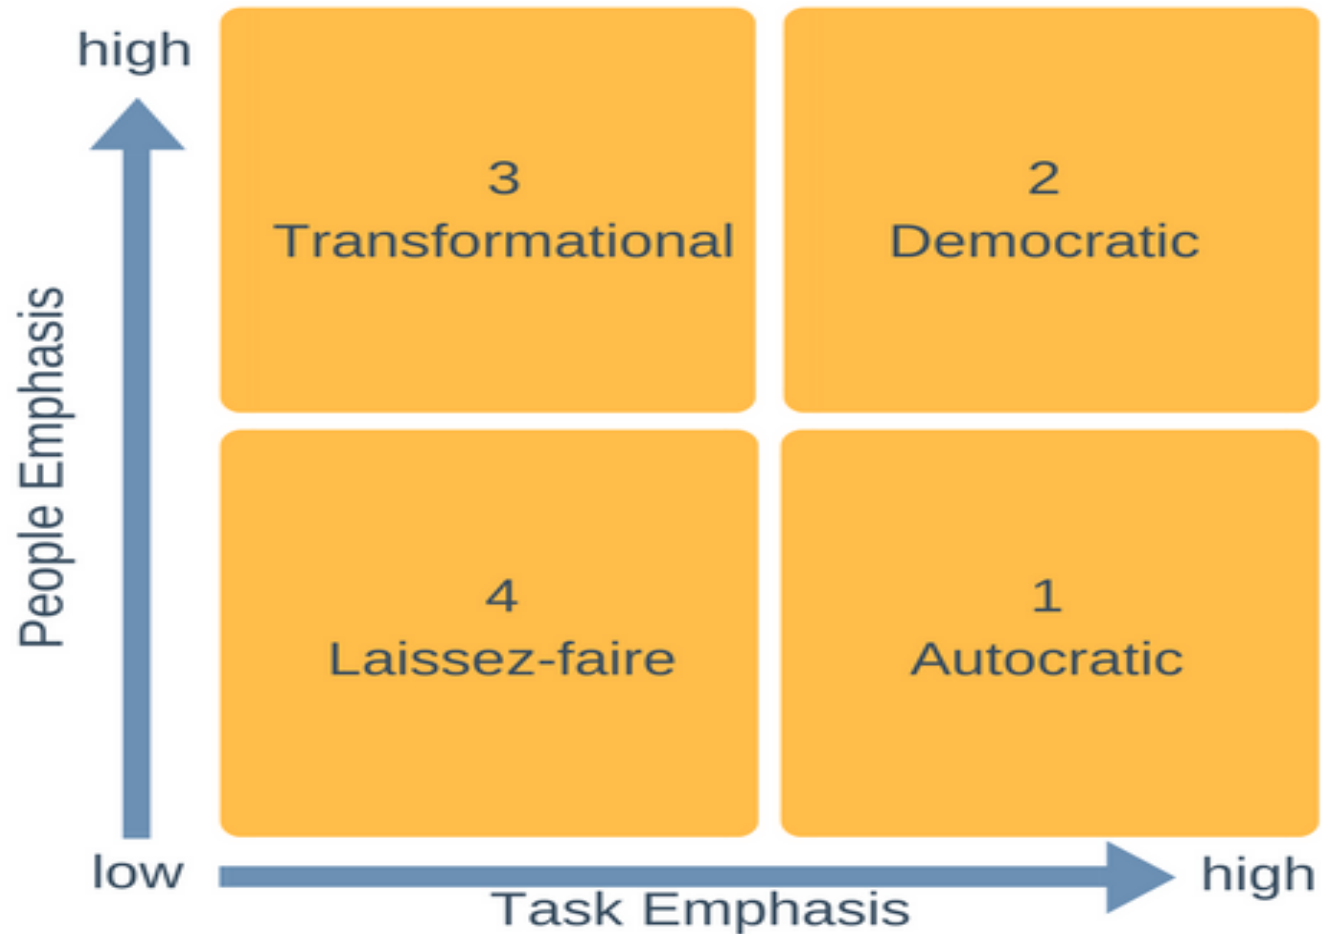 high
3
Transformational
2
Democratic
People Emphasis
4
Laissez-faire
1
Autocratic
low
high
Task Emphasis